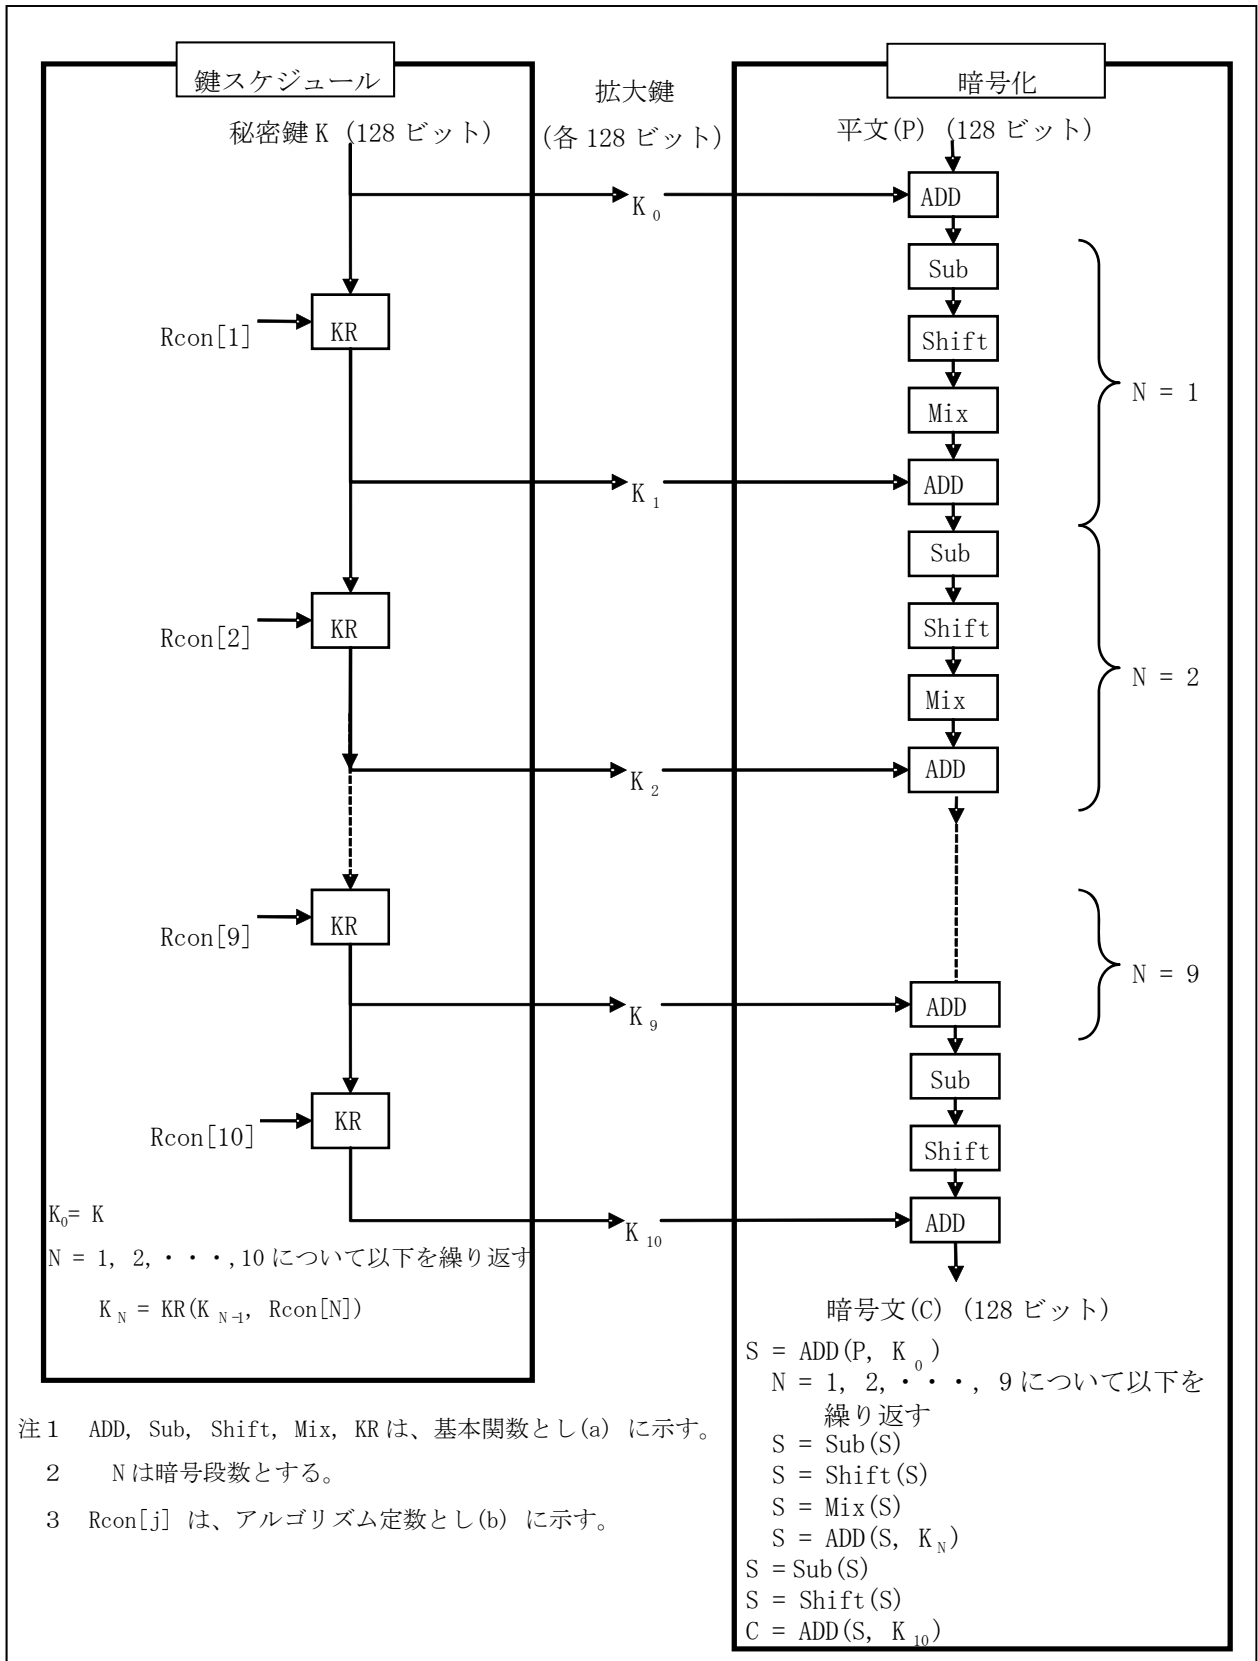 鍵スケジュール
秘密鍵 K (128 ビット)
Rcon[1]
KR
Rcon[2]
KR
Rcon[9]
KR
Rcon[10]
KR
K0= K
N = 1, 2,・・・,10 について以下を繰り返す
K N = KR(K N-1, Rcon[N])
拡大鍵
(各 128 ビット)
K 0
K 1
K 2
K 9
K 10
暗号化
平文(P) (128 ビット)
ADD
Sub
Shift
Mix
ADD
N = 1
Sub
Shift
Mix
ADD
N = 2
ADD
N = 9
Sub
Shift
ADD
暗号文(C) (128 ビット)
S = ADD(P, K 0)
N = 1, 2,・・・, 9 について以下を
繰り返す
S = Sub(S)
S = Shift(S)
S = Mix(S)
S = ADD(S, K N)
S = Sub(S)
S = Shift(S)
C = ADD(S, K 10)
注1 ADD, Sub, Shift, Mix, KR は、基本関数とし(a) に示す。
2 N は暗号段数とする。
3 Rcon[j] は、アルゴリズム定数とし(b) に示す。